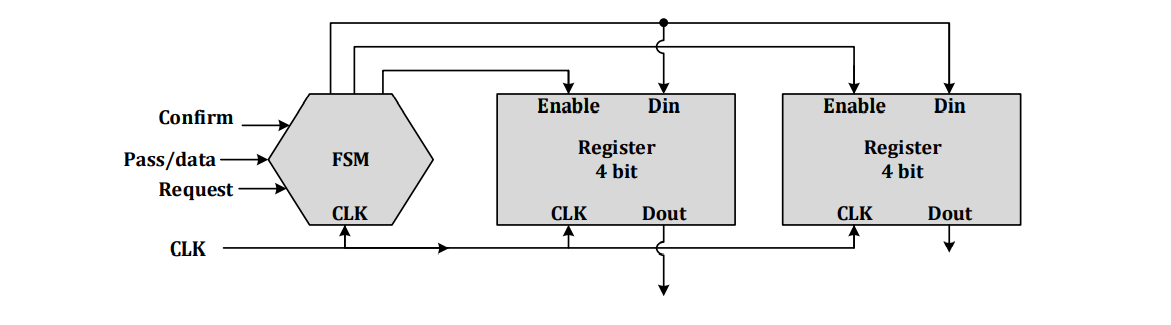 Enable Din
Enable Din
Confirm
Pass/data
Request
FSM
CLK
Register
4 bit
CLK Dout
Register
4 bit
CLK Dout
CLK